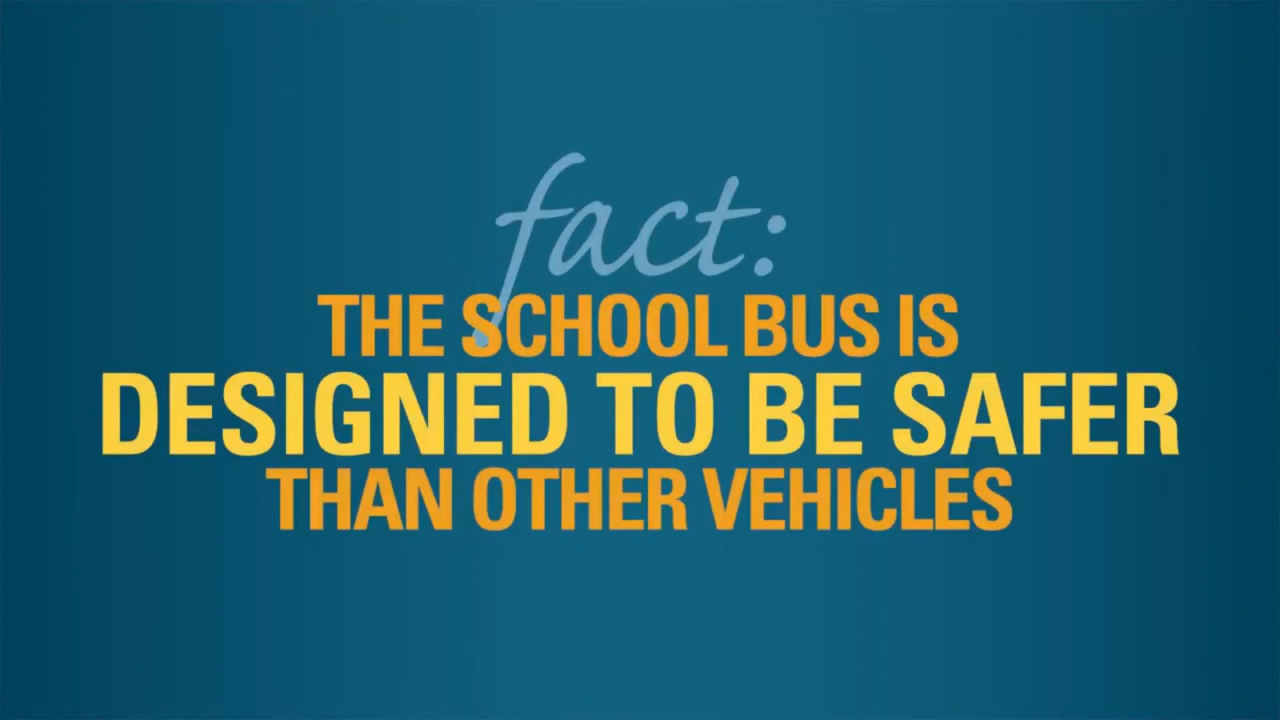 fact:
THE SCHOOL BUS IS
DESIGNED TO BE SAFER
THAN OTHER VEHICLES